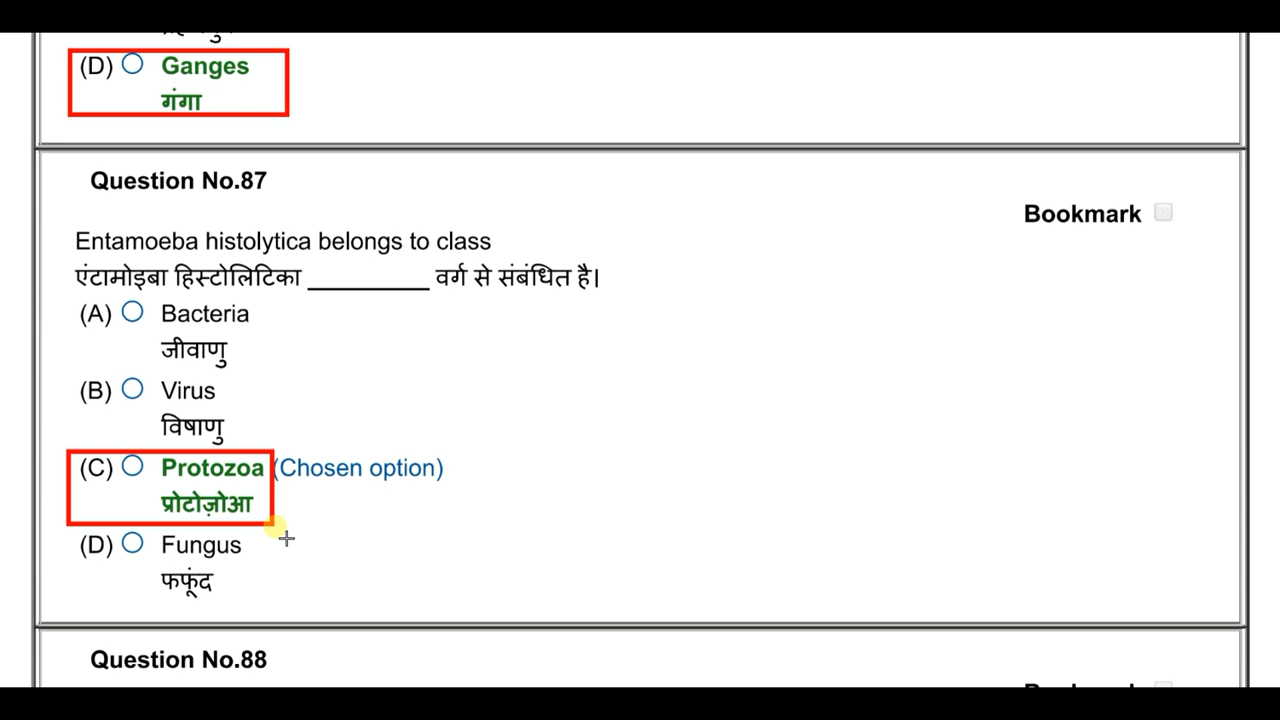 (D) Ganges
गंगा
Question No.87
Bookmark
Entamoeba histolytica belongs to class
एंटामोइबा हिस्टोलिटिका _________ वर्ग से संबंधित है।
(A) Bacteria
जीवाणु
(B) Virus
विषाणु
(C) Protozoa (Chosen option)
प्रोटोज़ोआ
(D) Fungus
फफूंद
Question No.88